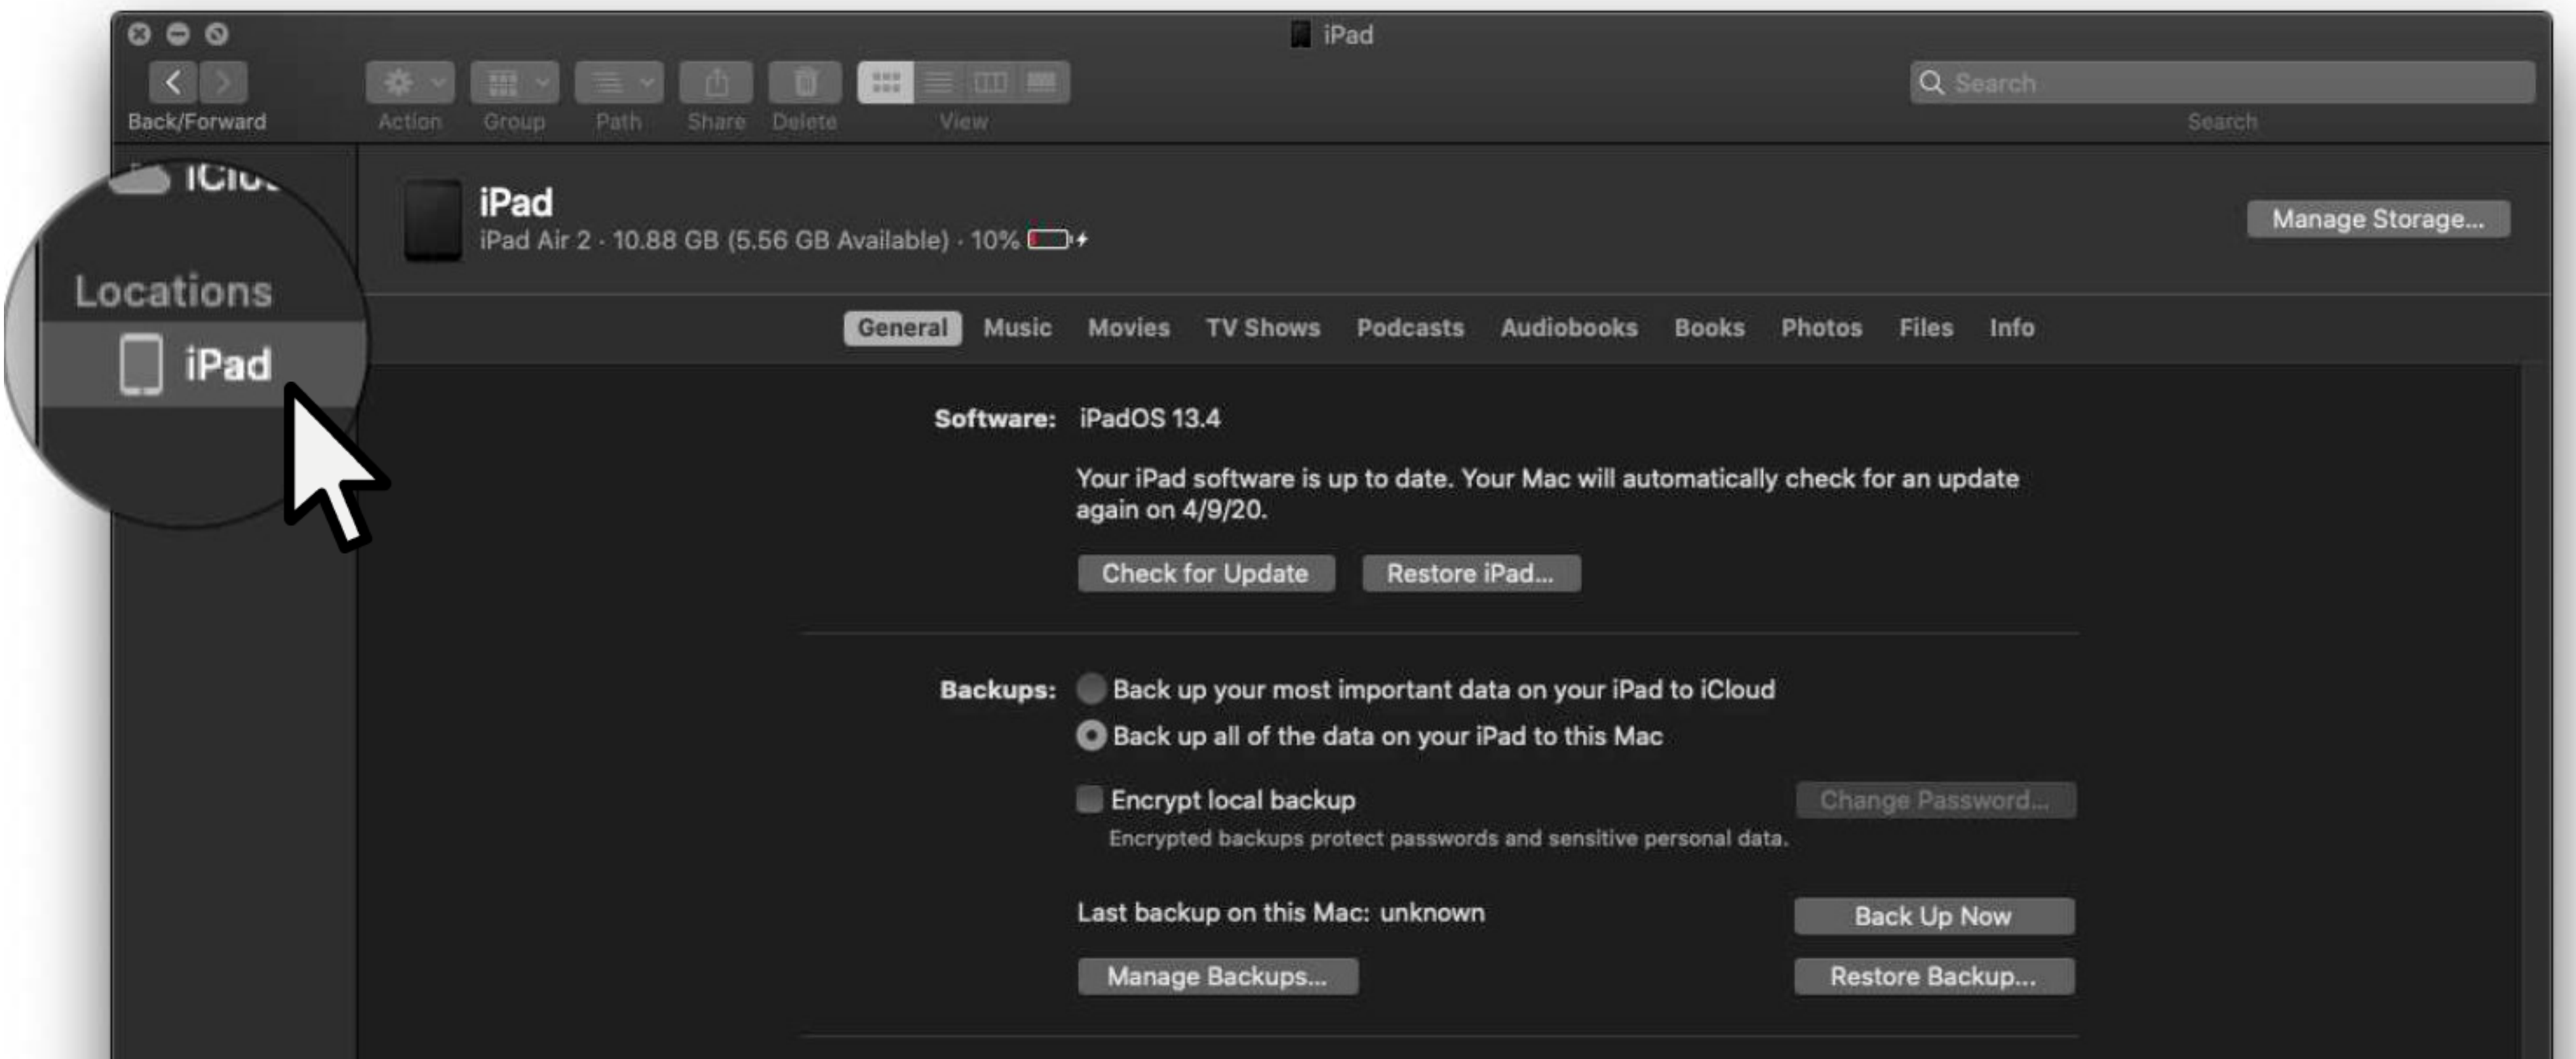 iPad
Back/Forward
Action
Group
Path
Share
Delete
View
Search
Search
Locations
iPad
iPad
iPad Air 2 · 10.88 GB (5.56 GB Available) · 10%
Manage Storage...
General
Music
Movies
TV Shows
Podcasts
Audiobooks
Books
Photos
Files
Info
Software: iPadOS 13.4
Your iPad software is up to date. Your Mac will automatically check for an update
again on 4/9/20.
Check for Update
Restore iPad...
Backups: Back up your most important data on your iPad to iCloud
Back up all of the data on your iPad to this Mac
Encrypt local backup
Change Password...
Encrypted backups protect passwords and sensitive personal data.
Last backup on this Mac: unknown
Back Up Now
Manage Backups...
Restore Backup...